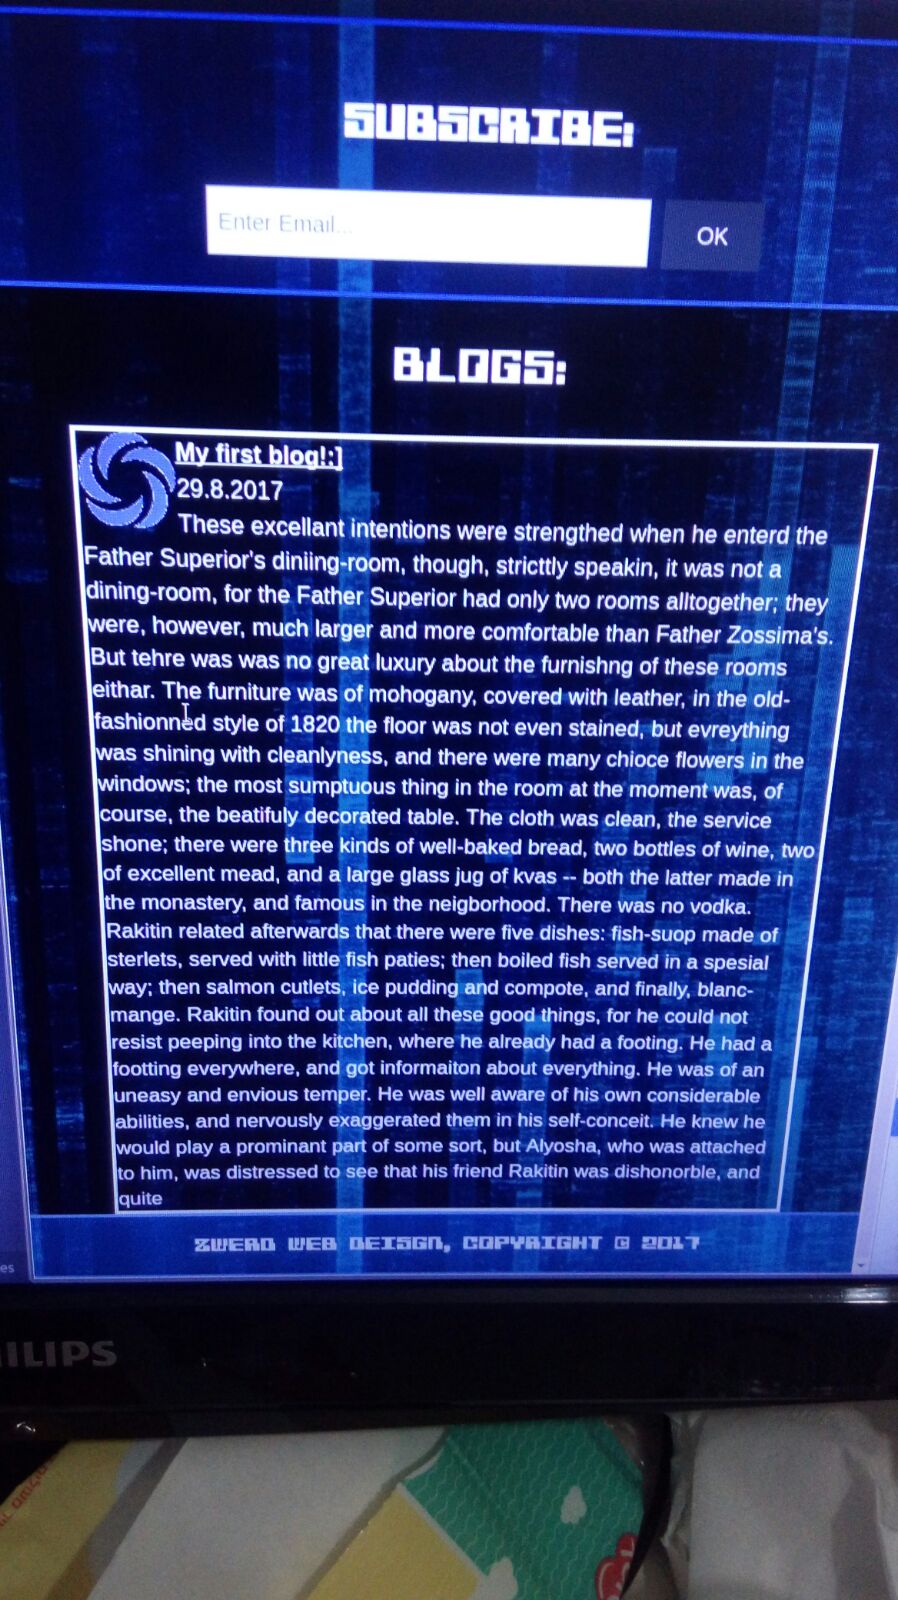 SUBSCRIBE:
Enter Email...
OK
BLOGS:
My first blog!:]
29.8.2017
These excellant intentions were strengthed when he enterd the
Father Superior's diniing-room, though, stricttly speakin, it was not a
dining-room, for the Father Superior had only two rooms alltogether; they
were, however, much larger and more comfortable than Father Zossima's.
But tehre was was no great luxury about the furnishng of these rooms
eithar. The furniture was of mohogany, covered with leather, in the old-
fashionned style of 1820 the floor was not even stained, but evreything
was shining with cleanlyness, and there were many chioce flowers in the
windows; the most sumptuous thing in the room at the moment was, of
course, the beatifuly decorated table. The cloth was clean, the service
shone; there were three kinds of well-baked bread, two bottles of wine, two
of excellent mead, and a large glass jug of kvas -- both the latter made in
the monastery, and famous in the neigborhood. There was no vodka.
Rakitin related afterwards that there were five dishes: fish-suop made of
sterlets, served with little fish paties; then boiled fish served in a spesial
way; then salmon cutlets, ice pudding and compote, and finally, blanc-
mange. Rakitin found out about all these good things, for he could not
resist peeping into the kitchen, where he already had a footing. He had a
footting everywhere, and got informaiton about everything. He was of an
uneasy and envious temper. He was well aware of his own considerable
abilities, and nervously exaggerated them in his self-conceit. He knew he
would play a prominant part of some sort, but Alyosha, who was attached
to him, was distressed to see that his friend Rakitin was dishonorble, and
quite
ZWERD WEB DEISGN, COPYRIGHT © 2017
es
ILIPS